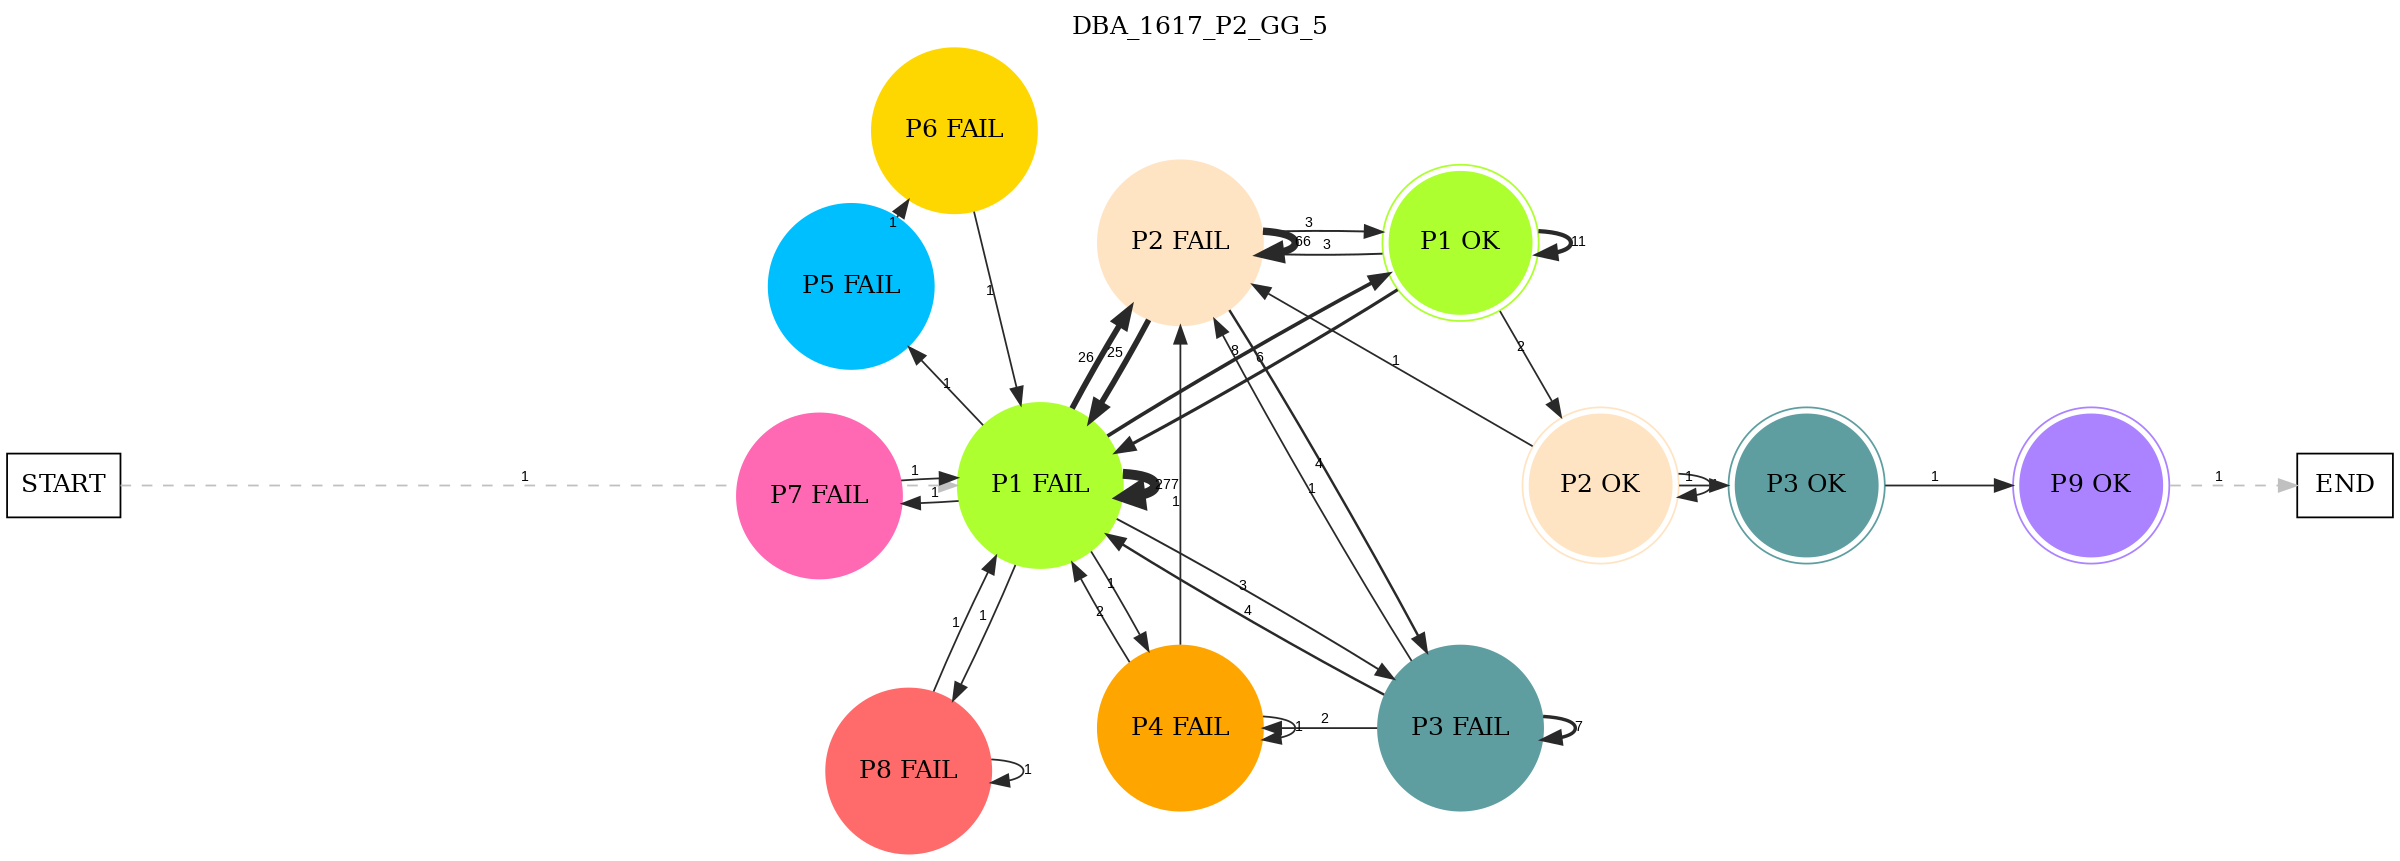 DBA_1617_P2_GG_5
P6 FAIL
P2 FAIL
P1 OK
P5 FAIL
START
P7 FAIL
P1 FAIL
P2 OK
P3 OK
P9 OK
END
P8 FAIL
P4 FAIL
P3 FAIL
1
1
3
3
66
11
1
26
25
8
6
2
1
1
1
1
1
277
1
4
1
1
1
1
1
1
1
2
3
4
2
1
7
1